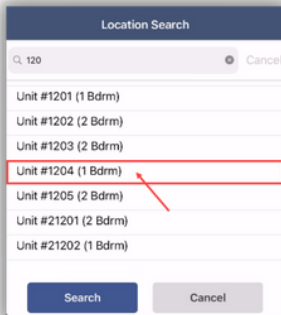 Location Search
120
Cancel
Unit #1201 (1 Bdrm)
Unit #1202 (2 Bdrm)
Unit #1203 (2 Bdrm)
Unit #1204 (1 Bdrm)
Unit #1205 (2 Bdrm)
Unit #21201 (2 Bdrm)
Unit #21202 (1 Bdrm)
Search Cancel